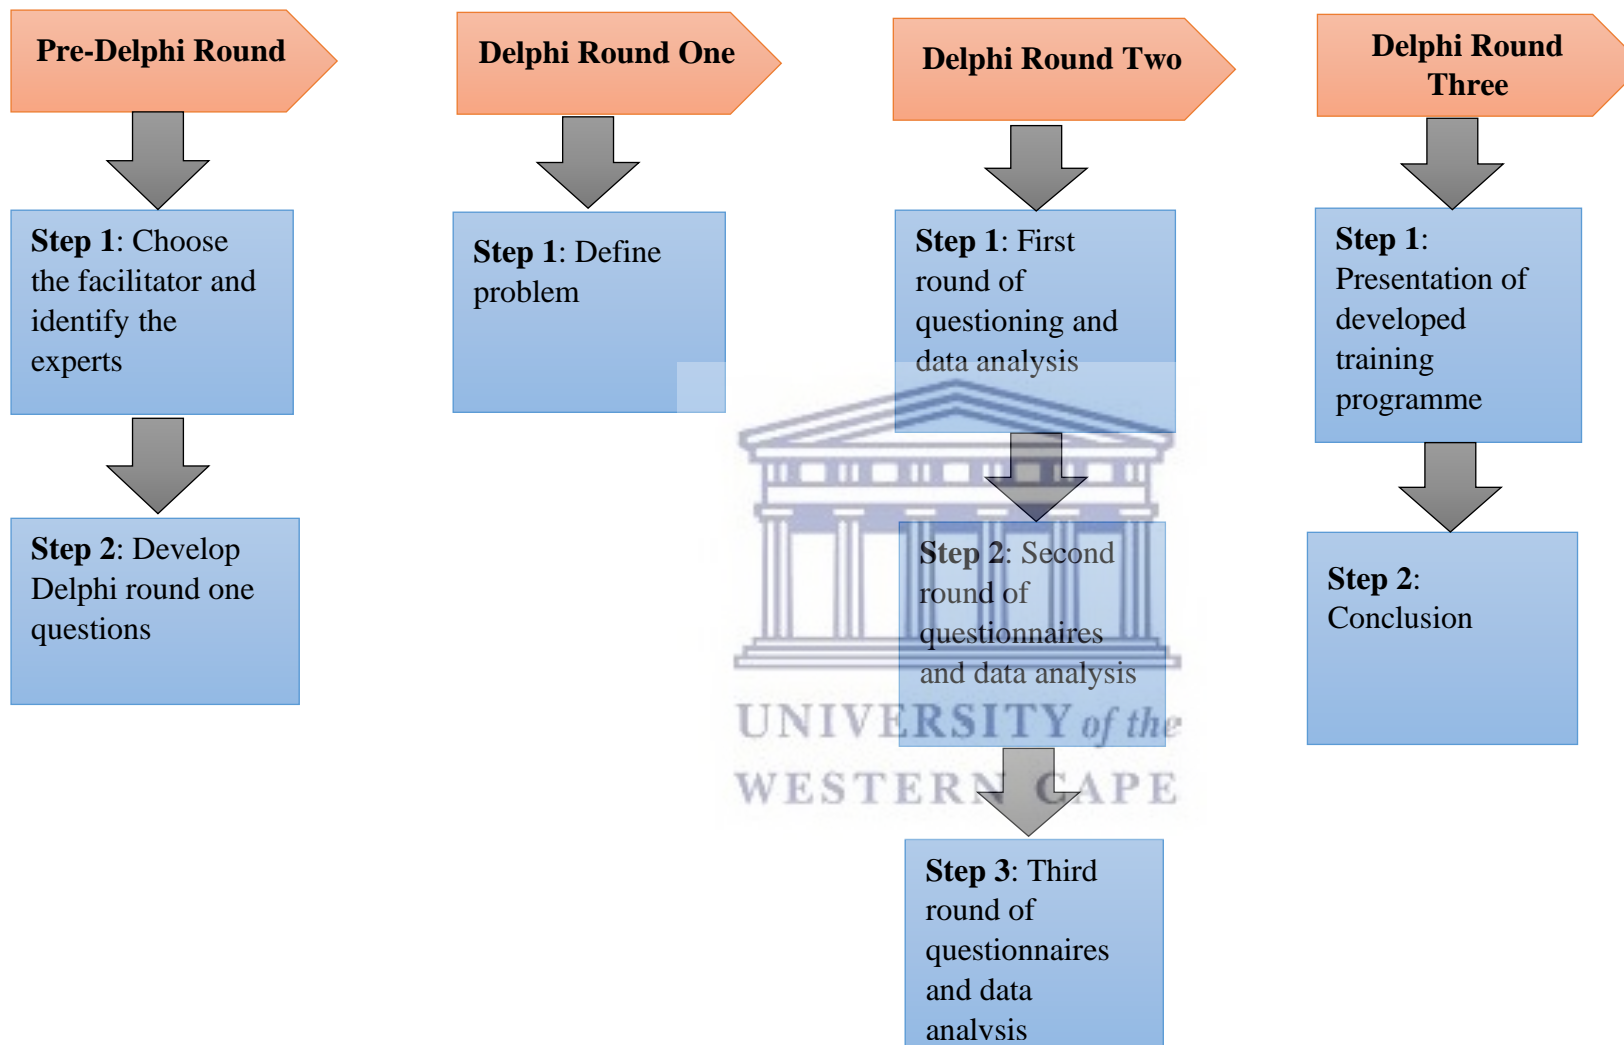 Pre-Delphi Round
Step 1: Choose
the facilitator and
identify the
experts
Step 2: Develop
Delphi round one
questions
Delphi Round One
Step 1: Define
problem
Delphi Round Two
Step 1: First
round of
questioning and
data analysis
Step 2: Second
round of
questionnaires
and data analysis
Step 3: Third
round of
questionnaires
and data
analysis
Delphi Round
Three
Step 1:
Presentation of
developed
training
programme
Step 2:
Conclusion
UNIVERSITY of the
WESTERN CAPE